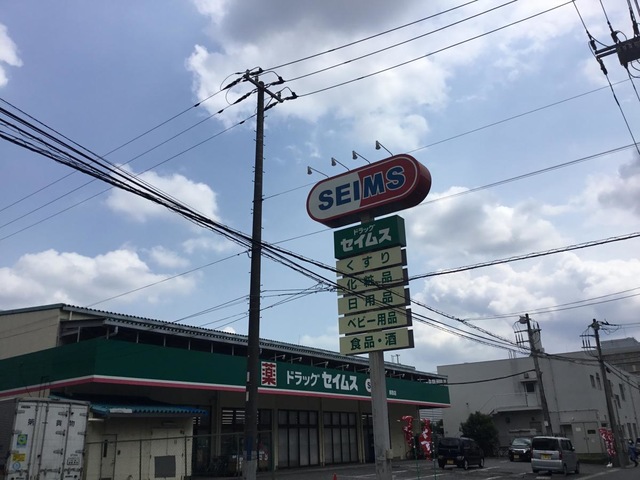 SEIMS
ドラッグ
セイムス
くすり
化粧品
日用品
ベビー用品
食品・酒
薬 ドラッグ セイムス